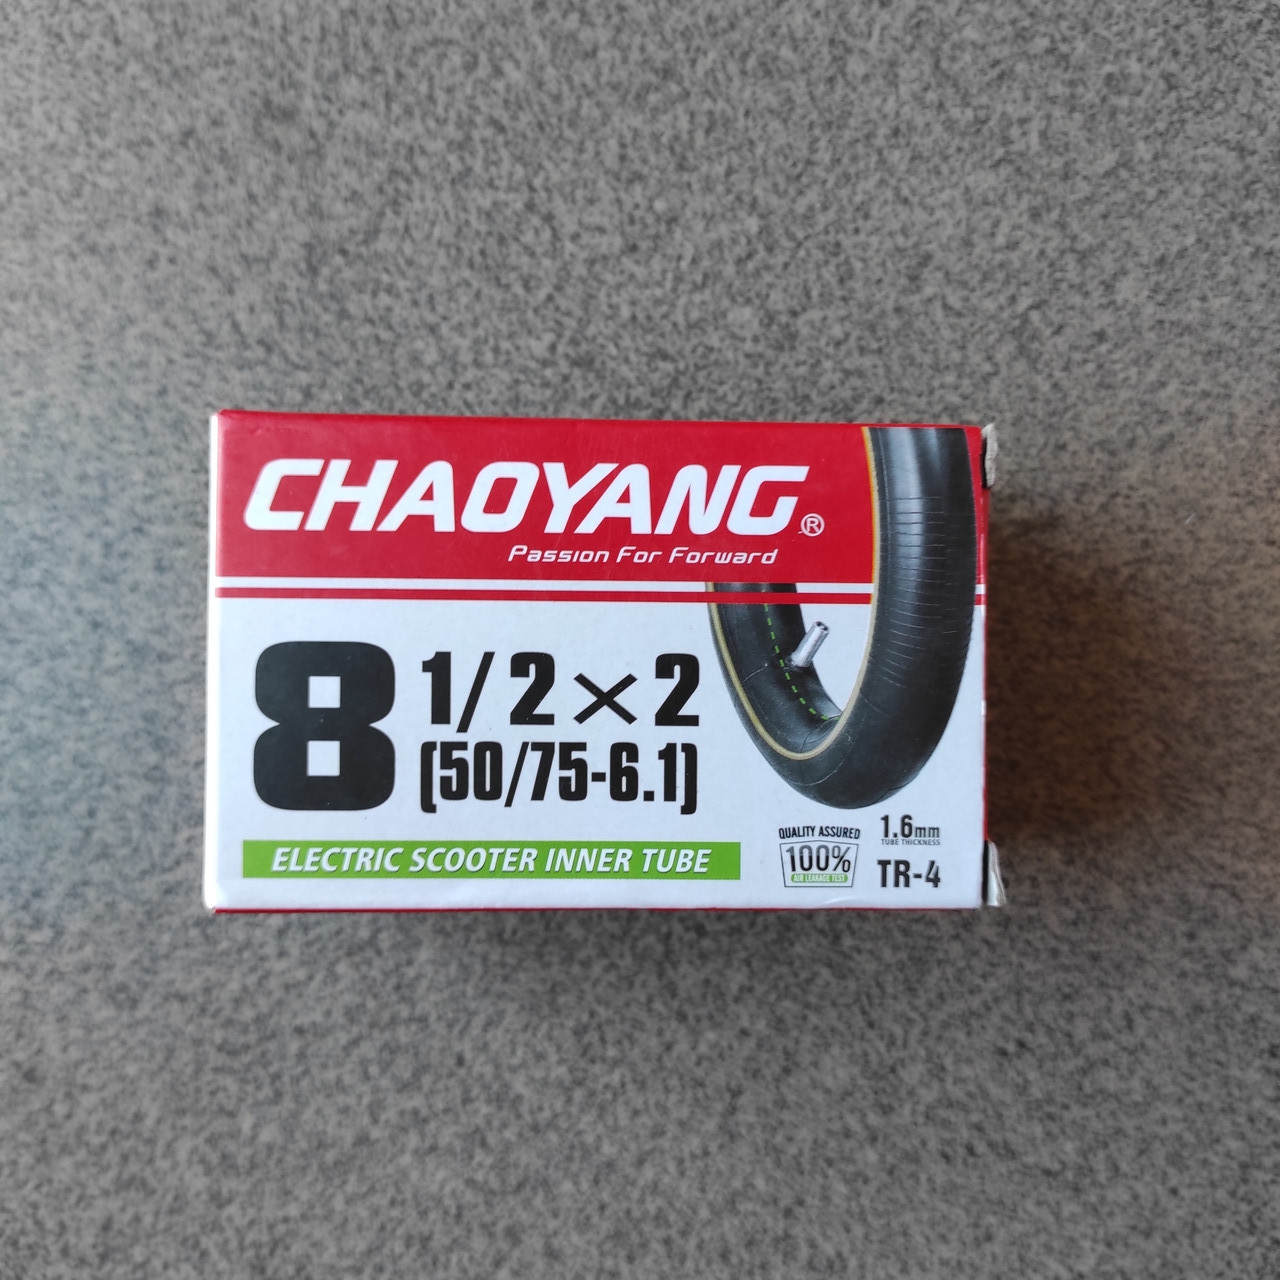 CHAOYANG®
Passion For Forward
8 1/2×2
(50/75-6.1)
ELECTRIC SCOOTER INNER TUBE
QUALITY ASSURED
100%
AIR LEAKAGE TEST
1.6mm
TUBE THICKNESS
TR-4